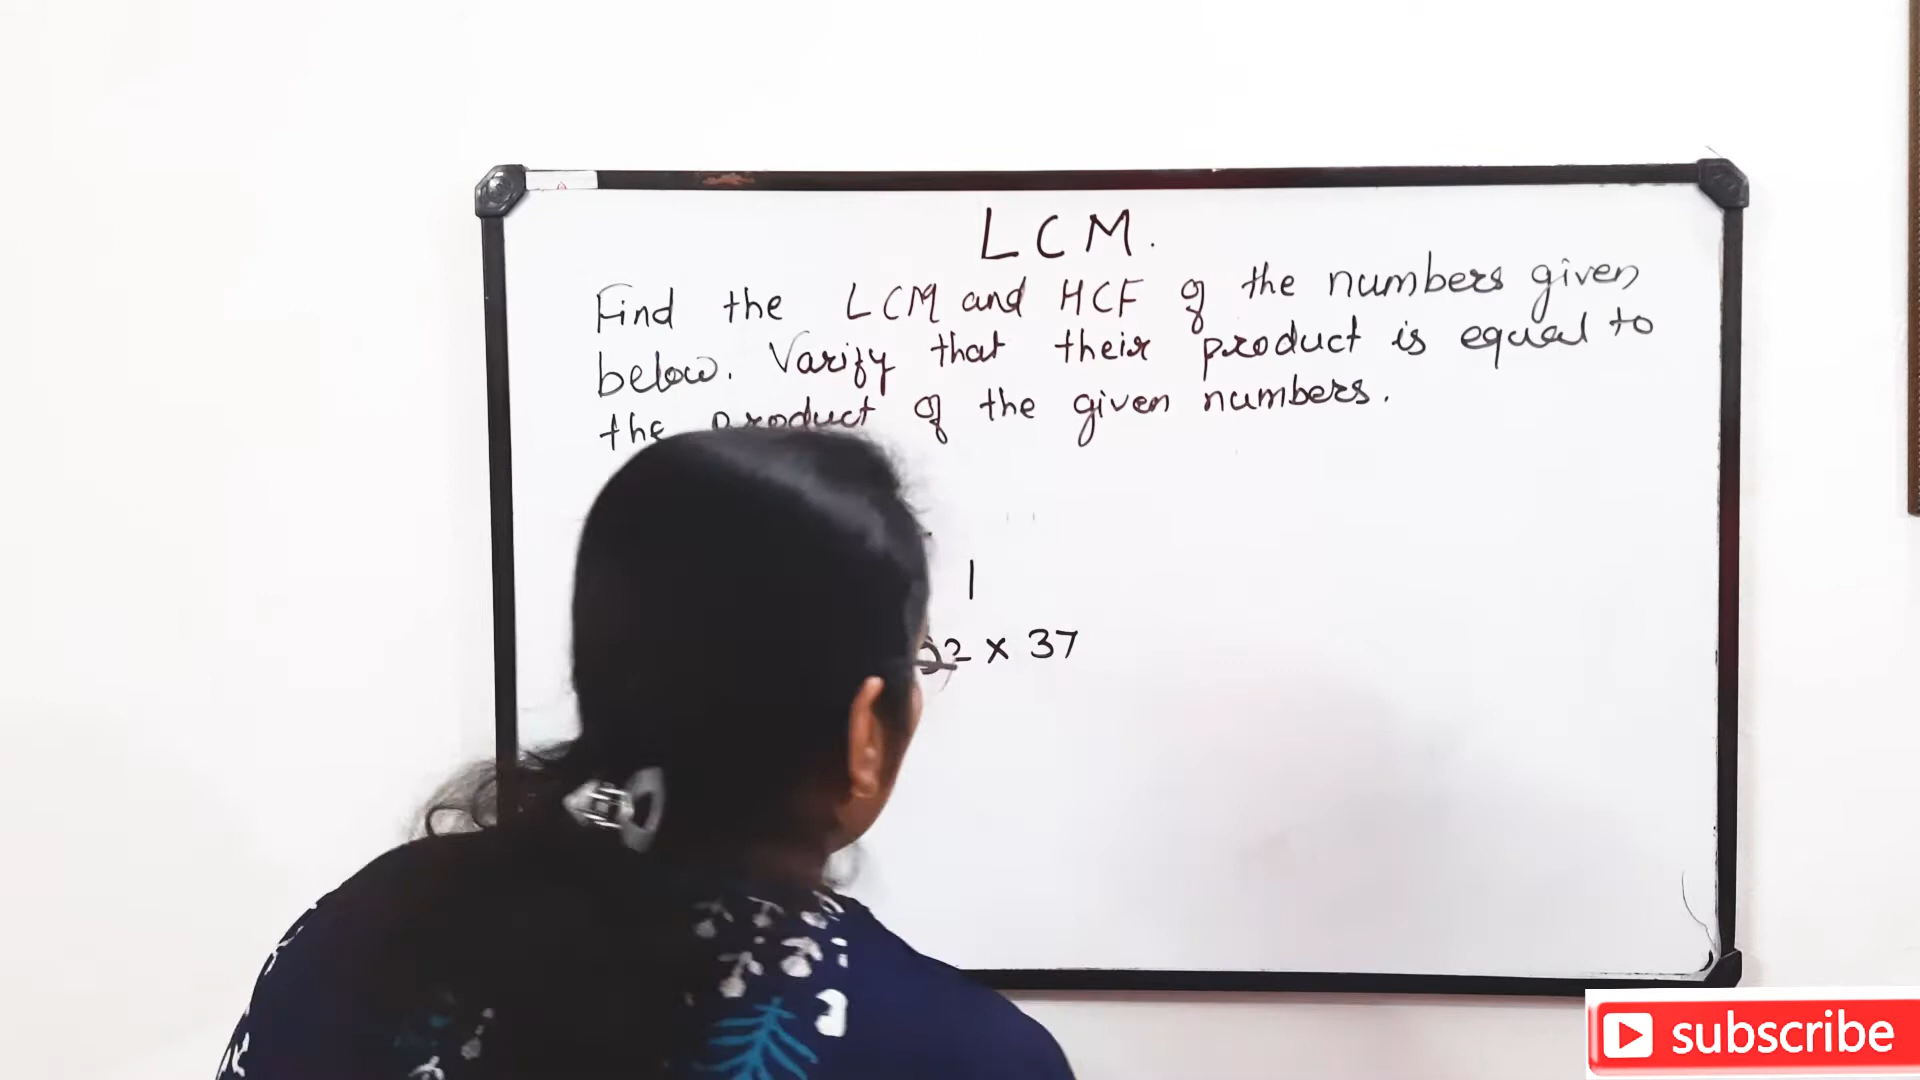 LCM.
Find the LCM and HCF of the numbers given
below. Varify that their product is equal to
the product of the given numbers.
1
2 × 37
subscribe